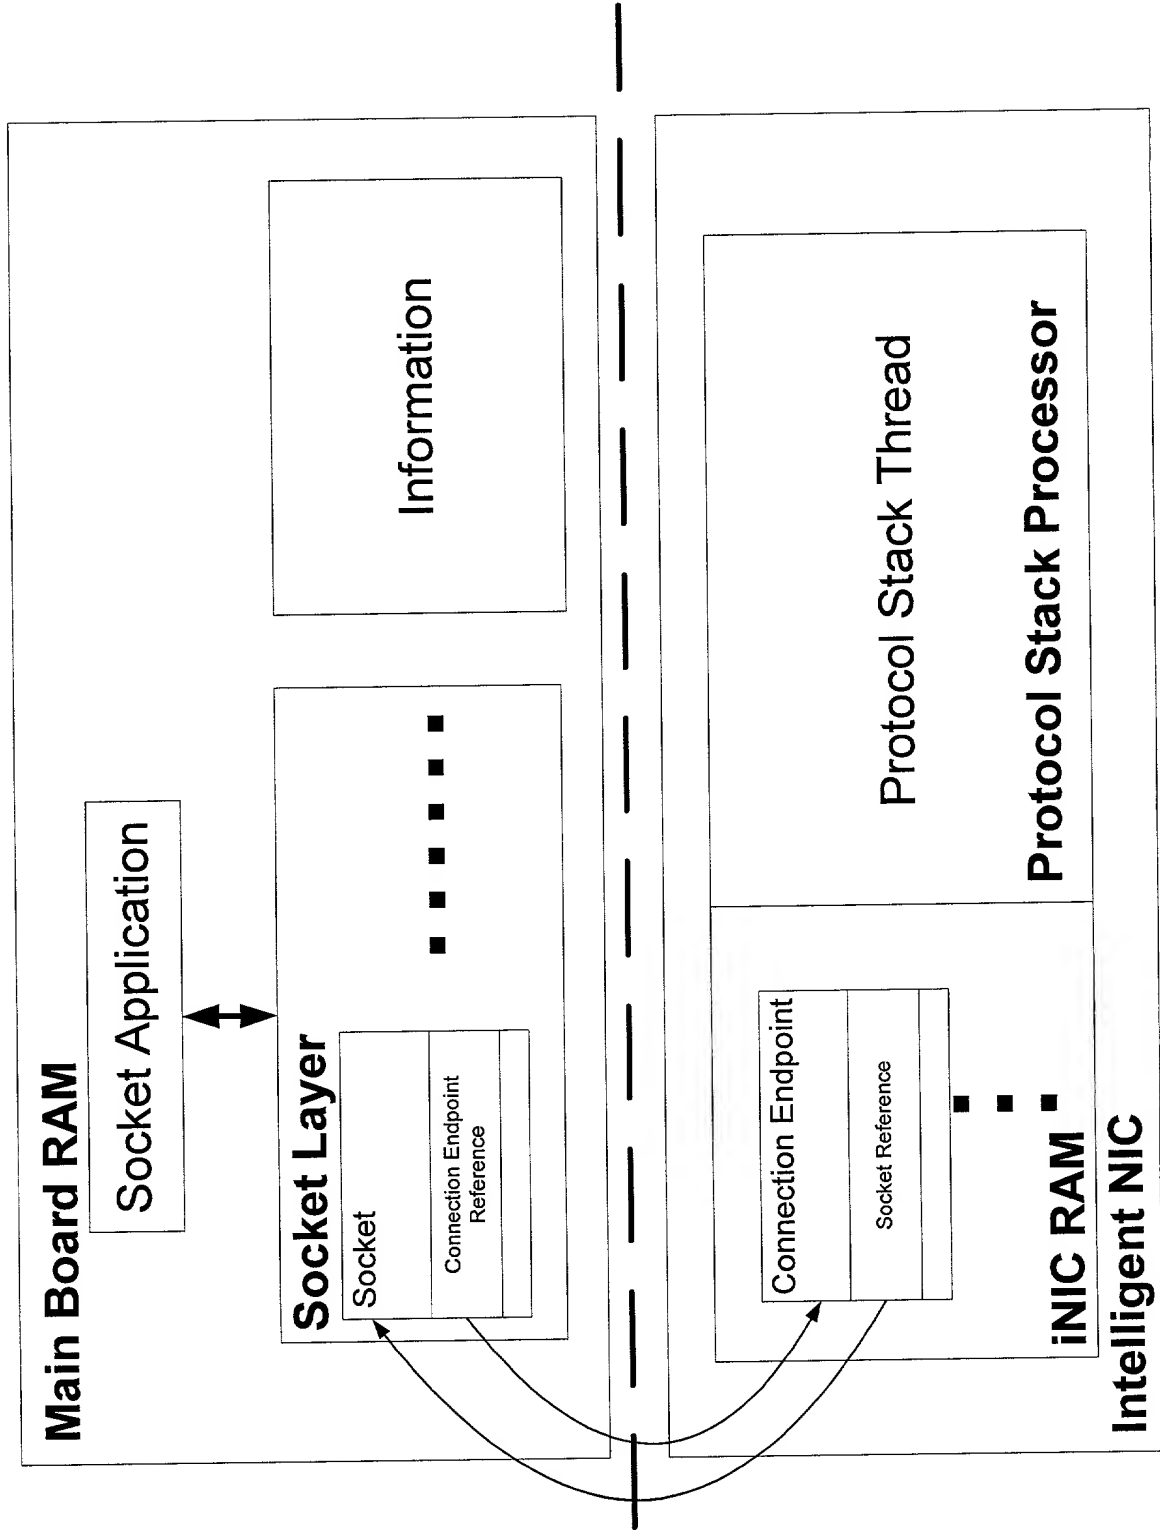 Main Board RAM
Socket Application
Socket Layer
Socket
Connection Endpoint
Reference
Information
Connection Endpoint
Socket Reference
iNIC RAM
Protocol Stack Thread
Protocol Stack Processor
Intelligent NIC